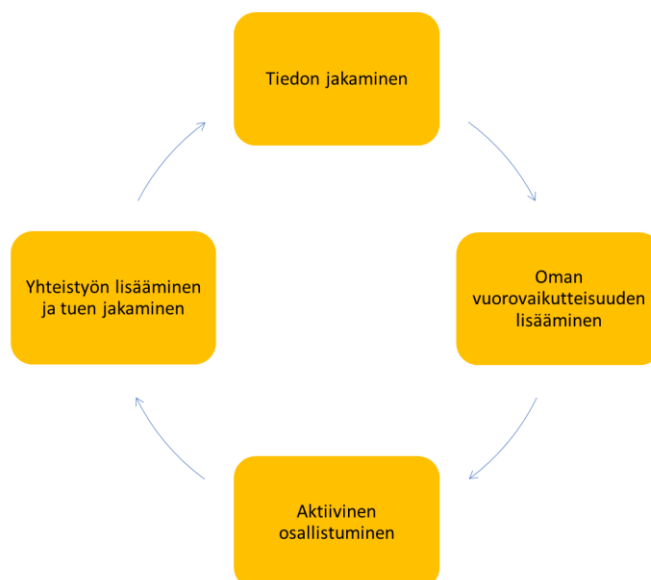 Tiedon jakaminen
Oman
vuorovaikutteisuuden
lisääminen
Aktiivinen
osallistuminen
Yhteistyön lisääminen
ja tuen jakaminen